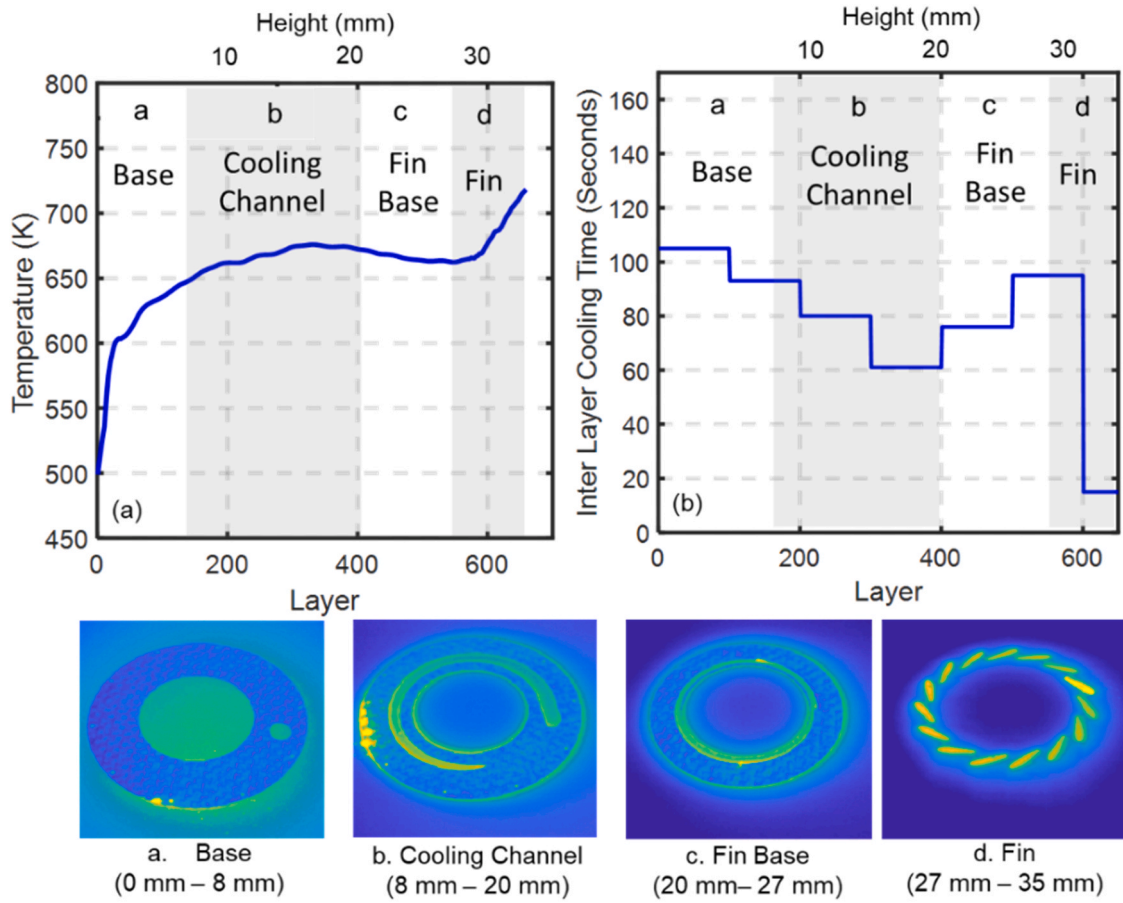 Height (mm)
10 20 30
800
750
700
650
600
550
500
450
Temperature (K)
a b c d
Base
Cooling
Channel
Fin
Base
Fin
(a)
0 200 400 600
Layer
Height (mm)
10 20 30
160
140
120
100
80
60
40
20
0
Inter Layer Cooling Time (Seconds)
a b c d
Base
Cooling
Channel
Fin
Base
Fin
(b)
0 200 400 600
Layer
a. Base
(0 mm – 8 mm)
b. Cooling Channel
(8 mm – 20 mm)
c. Fin Base
(20 mm– 27 mm)
d. Fin
(27 mm – 35 mm)